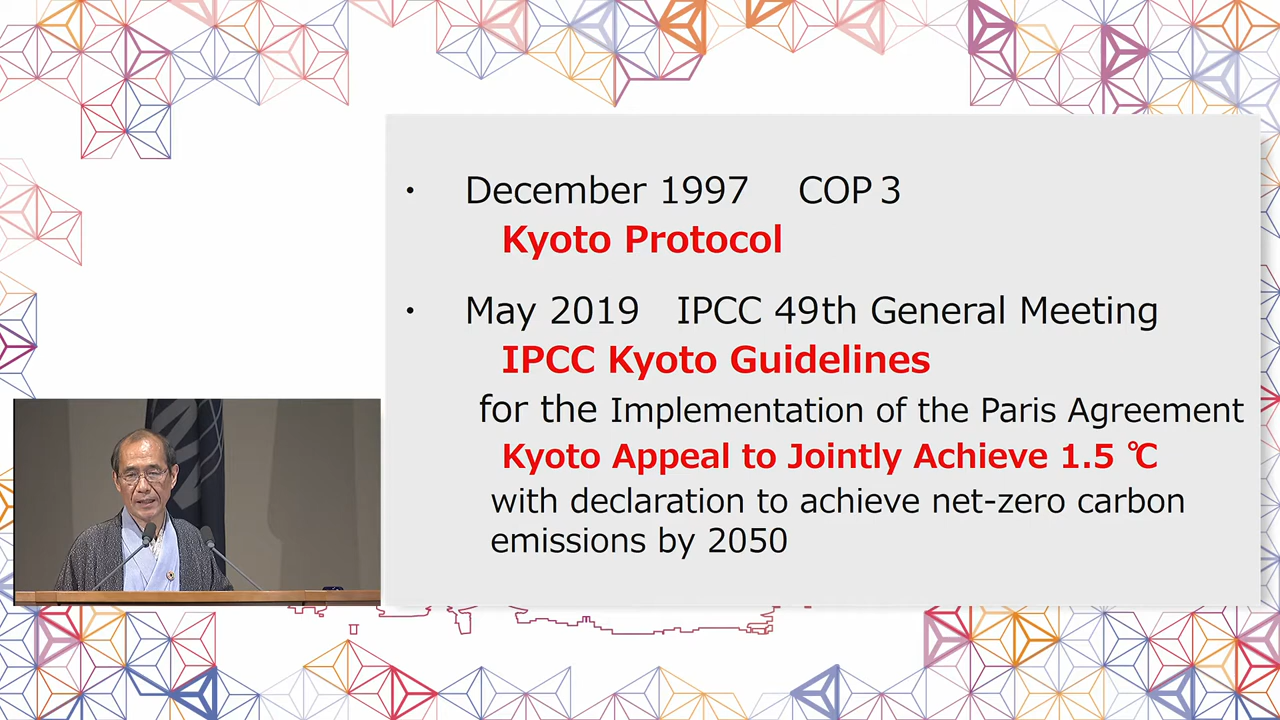 ・ December 1997 COP 3
Kyoto Protocol
・ May 2019 IPCC 49th General Meeting
IPCC Kyoto Guidelines
for the Implementation of the Paris Agreement
Kyoto Appeal to Jointly Achieve 1.5 ℃
with declaration to achieve net-zero carbon
emissions by 2050